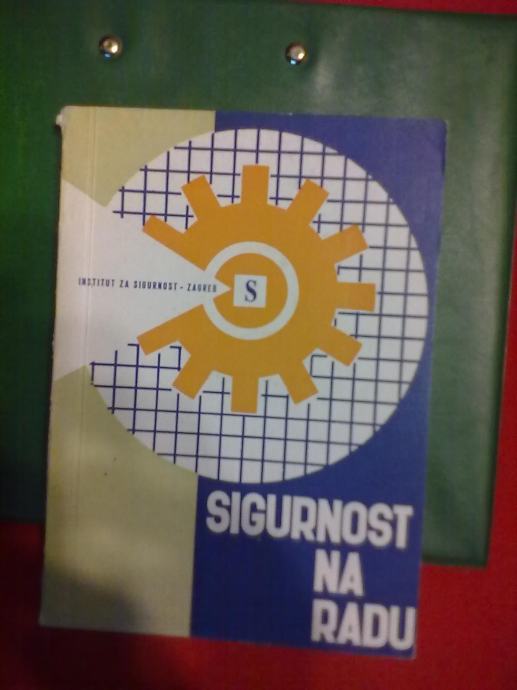 INSTITUT ZA SIGURNOST - ZAGREB
S
SIGURNOST
NA
RADU